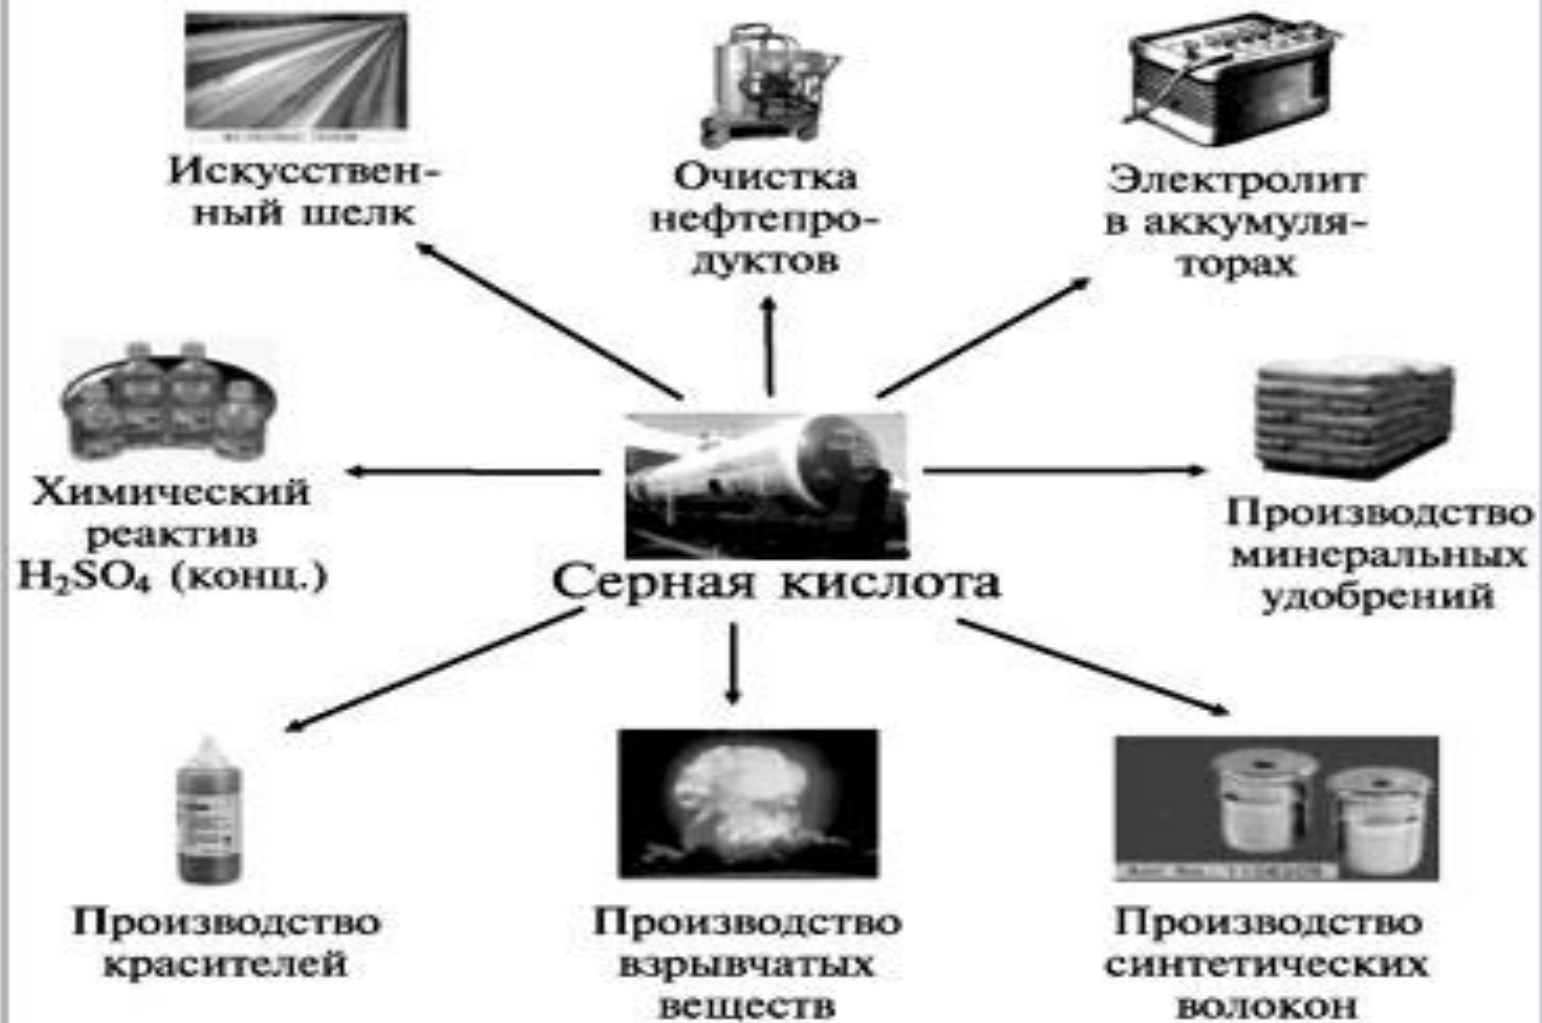 Искусствен-
ный шелк
Очистка
нефтепро-
дуктов
Электролит
в аккумуля-
торах
Химический
реактив
H₂SO₄ (конц.)
Серная кислота
Производство
минеральных
удобрений
Производство
красителей
Производство
взрывчатых
веществ
Производство
синтетических
волокон